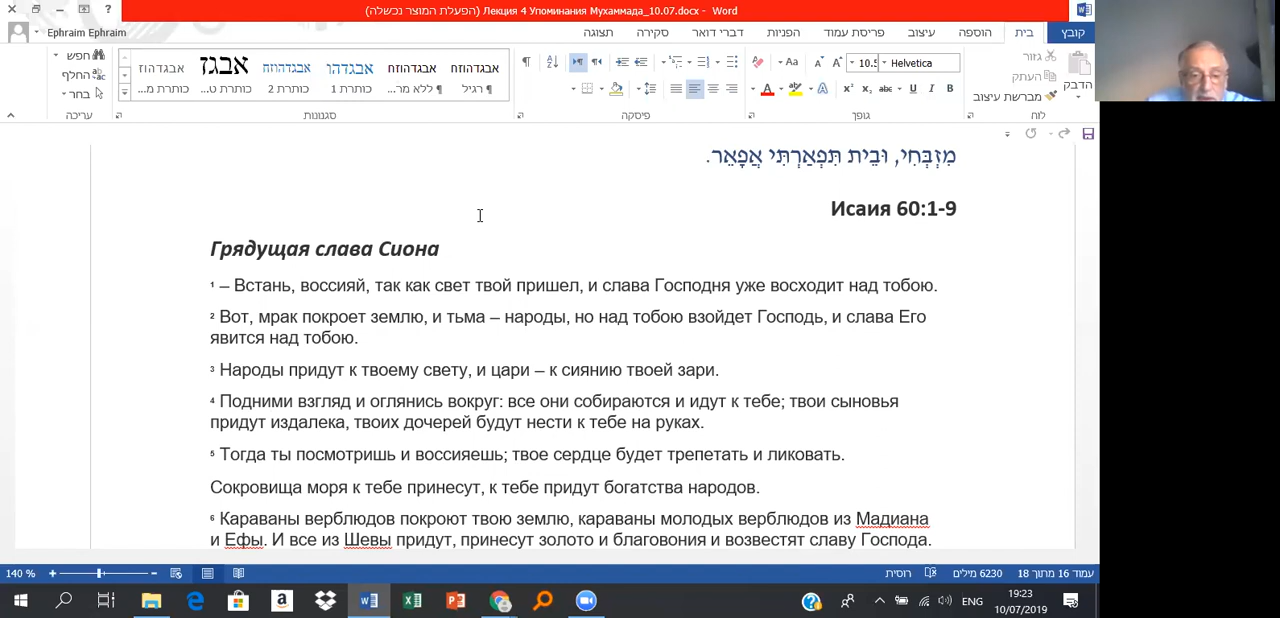 Лекция 4 Упоминания Мухаммада_10.07.docx - Word (הפעלת המוצר נכשלה)
Ephraim Ephraim
קובץ בית הוספה עיצוב פריסת עמוד הפניות דברי דואר סקירה תצוגה
הדבק גזור העתק מברשת עיצוב
Helvetica 10.5
אבגדהוזח אבגדהוזח אבגדהו אבגדהוז אבגז אבגדהוז
¶ רגיל ¶ ללא מר... כותרת 1 כותרת 2 כותרת ט... כותרת מ...
חפש החלף בחר
לוח גופן פיסקה סגנונות עריכה
מִזְבְּחִי, וּבֵית תִּפְאַרְתִּי אֲפָאֵר.
Исаия 60:1-9
Грядущая слава Сиона
1 – Встань, воссияй, так как свет твой пришел, и слава Господня уже восходит над тобою.
2 Вот, мрак покроет землю, и тьма – народы, но над тобою взойдет Господь, и слава Его
явится над тобою.
3 Народы придут к твоему свету, и цари – к сиянию твоей зари.
4 Подними взгляд и оглянись вокруг: все они собираются и идут к тебе; твои сыновья
придут издалека, твоих дочерей будут нести к тебе на руках.
5 Тогда ты посмотришь и воссияешь; твое сердце будет трепетать и ликовать.
Сокровища моря к тебе принесут, к тебе придут богатства народов.
6 Караваны верблюдов покроют твою землю, караваны молодых верблюдов из Мадиана
и Ефы. И все из Шевы придут, принесут золото и благовония и возвестят славу Господа.
עמוד 16 מתוך 18 6230 מילים רוסית
140 %
ENG
19:23
10/07/2019